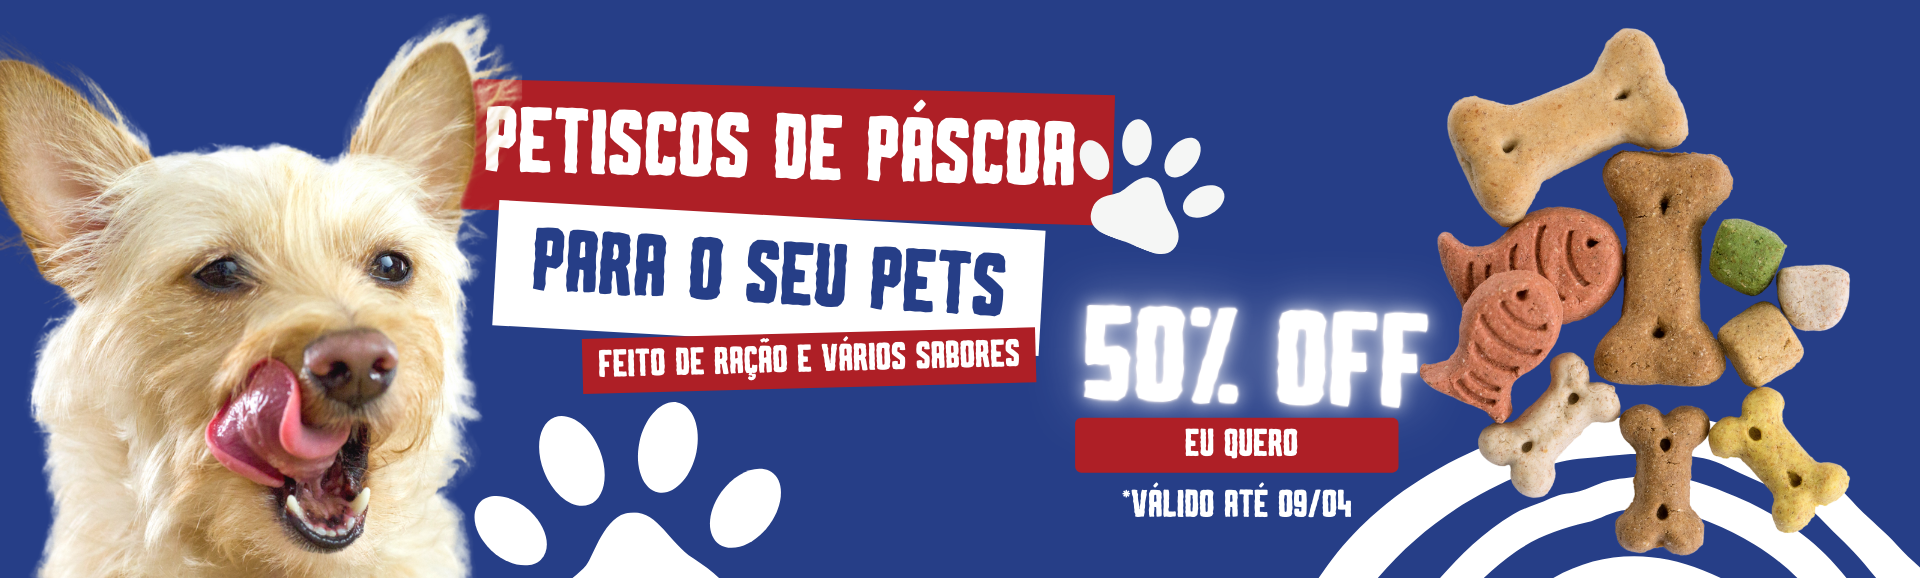 PETISCOS DE PÁSCOA
PARA O SEU PETS
FEITO DE RAÇÃO E VÁRIOS SABORES
50% OFF
EU QUERO
*VÁLIDO ATÉ 09/04